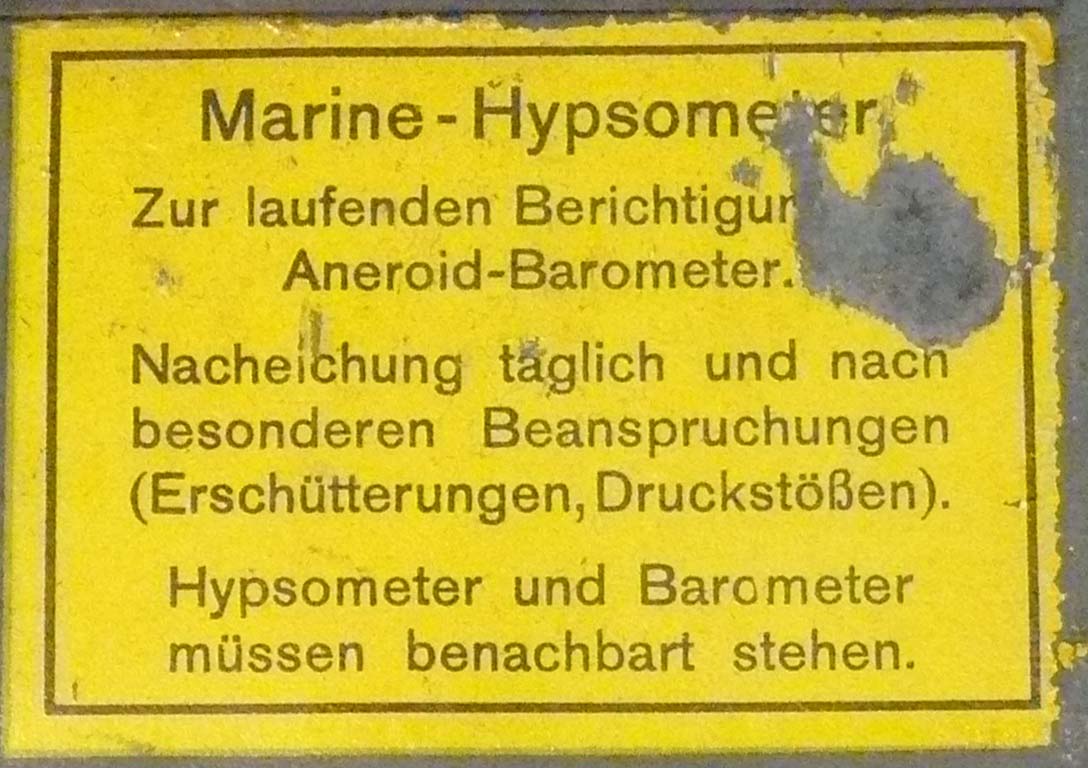 Marine-Hypsometer
Zur laufenden
Aneroid-Barometer.
Nacheichung täglich und nach
besonderen Beanspruchungen
(Erschütterungen, Druckstößen).
Hypsometer und Barometer
müssen benachbart stehen.